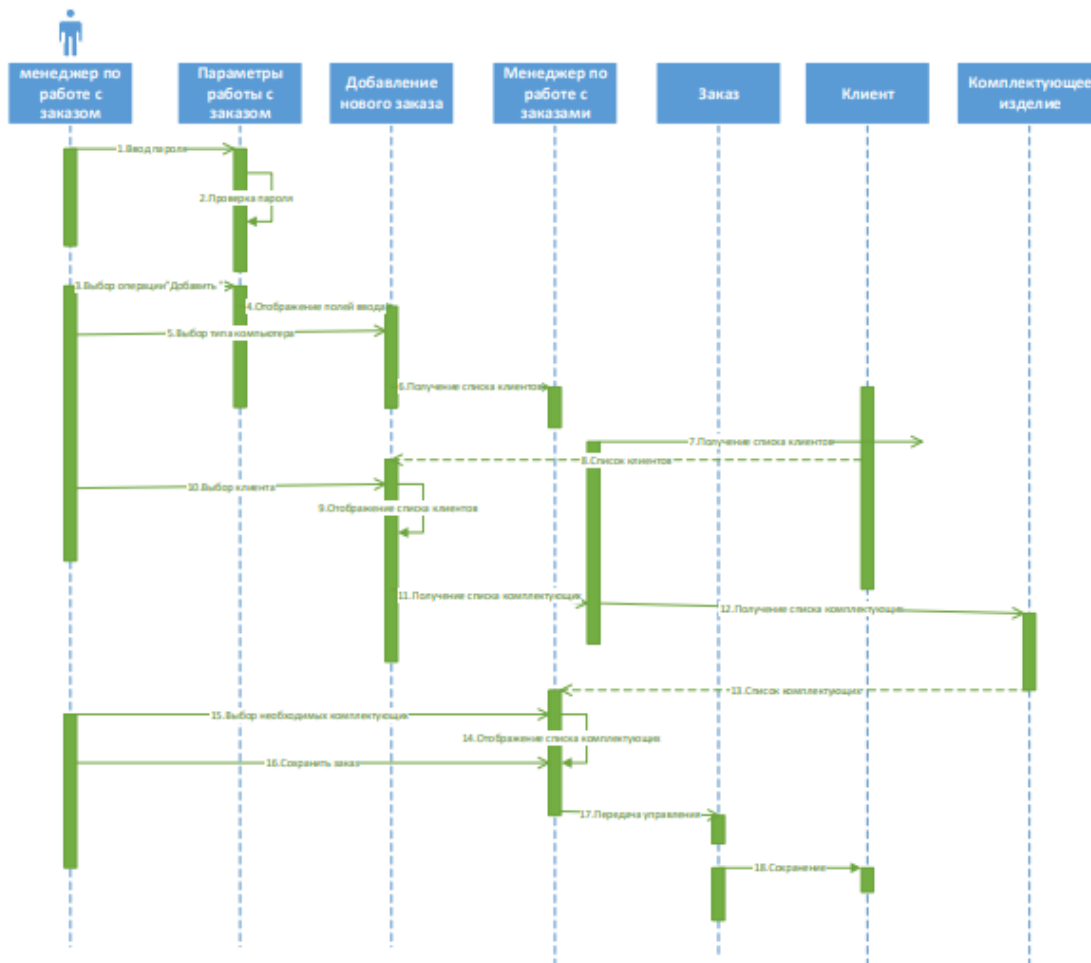 менеджер по
работе с
заказом
Параметры
работы с
заказом
Добавление
нового заказа
Менеджер по
работе с
заказами
Заказ
Клиент
Комплектующее
изделие
1.Ввод пароля
2.Проверка пароля
3.Выбор операции"Добавить "
4.Отображение полей ввода
5.Выбор типа компьютера
6.Получение списка клиентов
7.Получение списка клиентов
8.Список клиентов
10.Выбор клиента
9.Отображение списка клиентов
11.Получение списка комплектующих
12.Получение списка комплектующих
13.Список комплектующих
15.Выбор необходимых комплектующих
14.Отображение списка комплектующих
16.Сохранить заказ
17.Передача управления
18.Сохранение